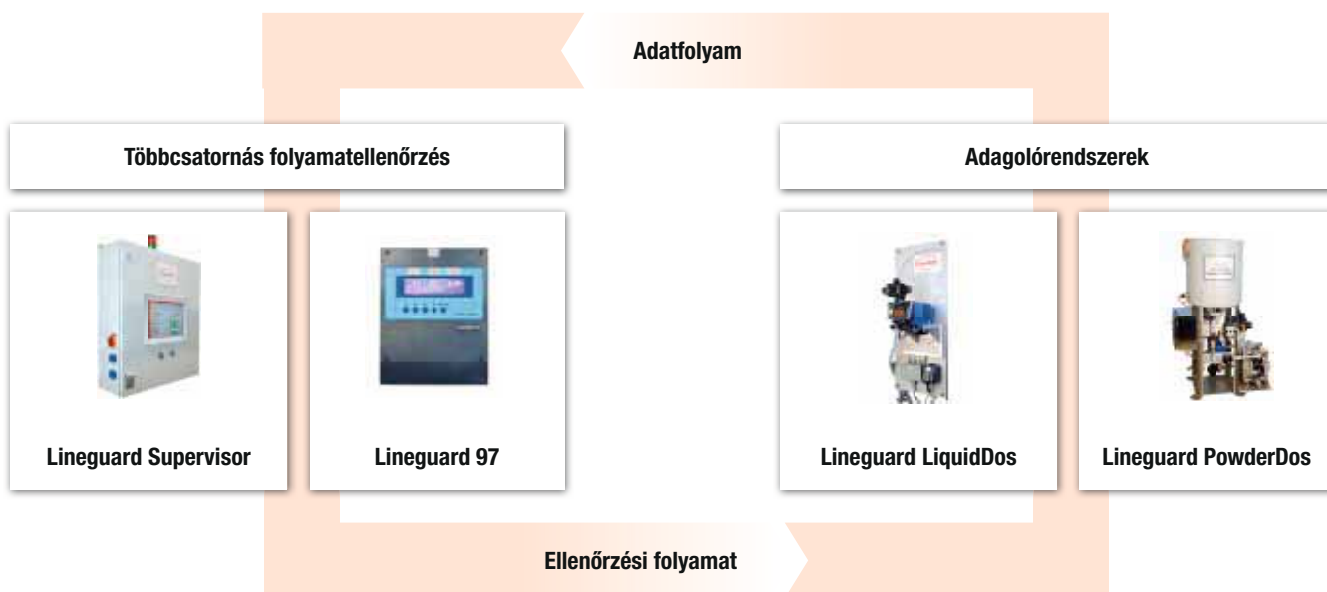 Adatfolyam
Többcsatornás folyamatellenőrzés
Adagolórendszerek
Lineguard Supervisor
Lineguard 97
Lineguard LiquidDos
Lineguard PowderDos
Ellenőrzési folyamat